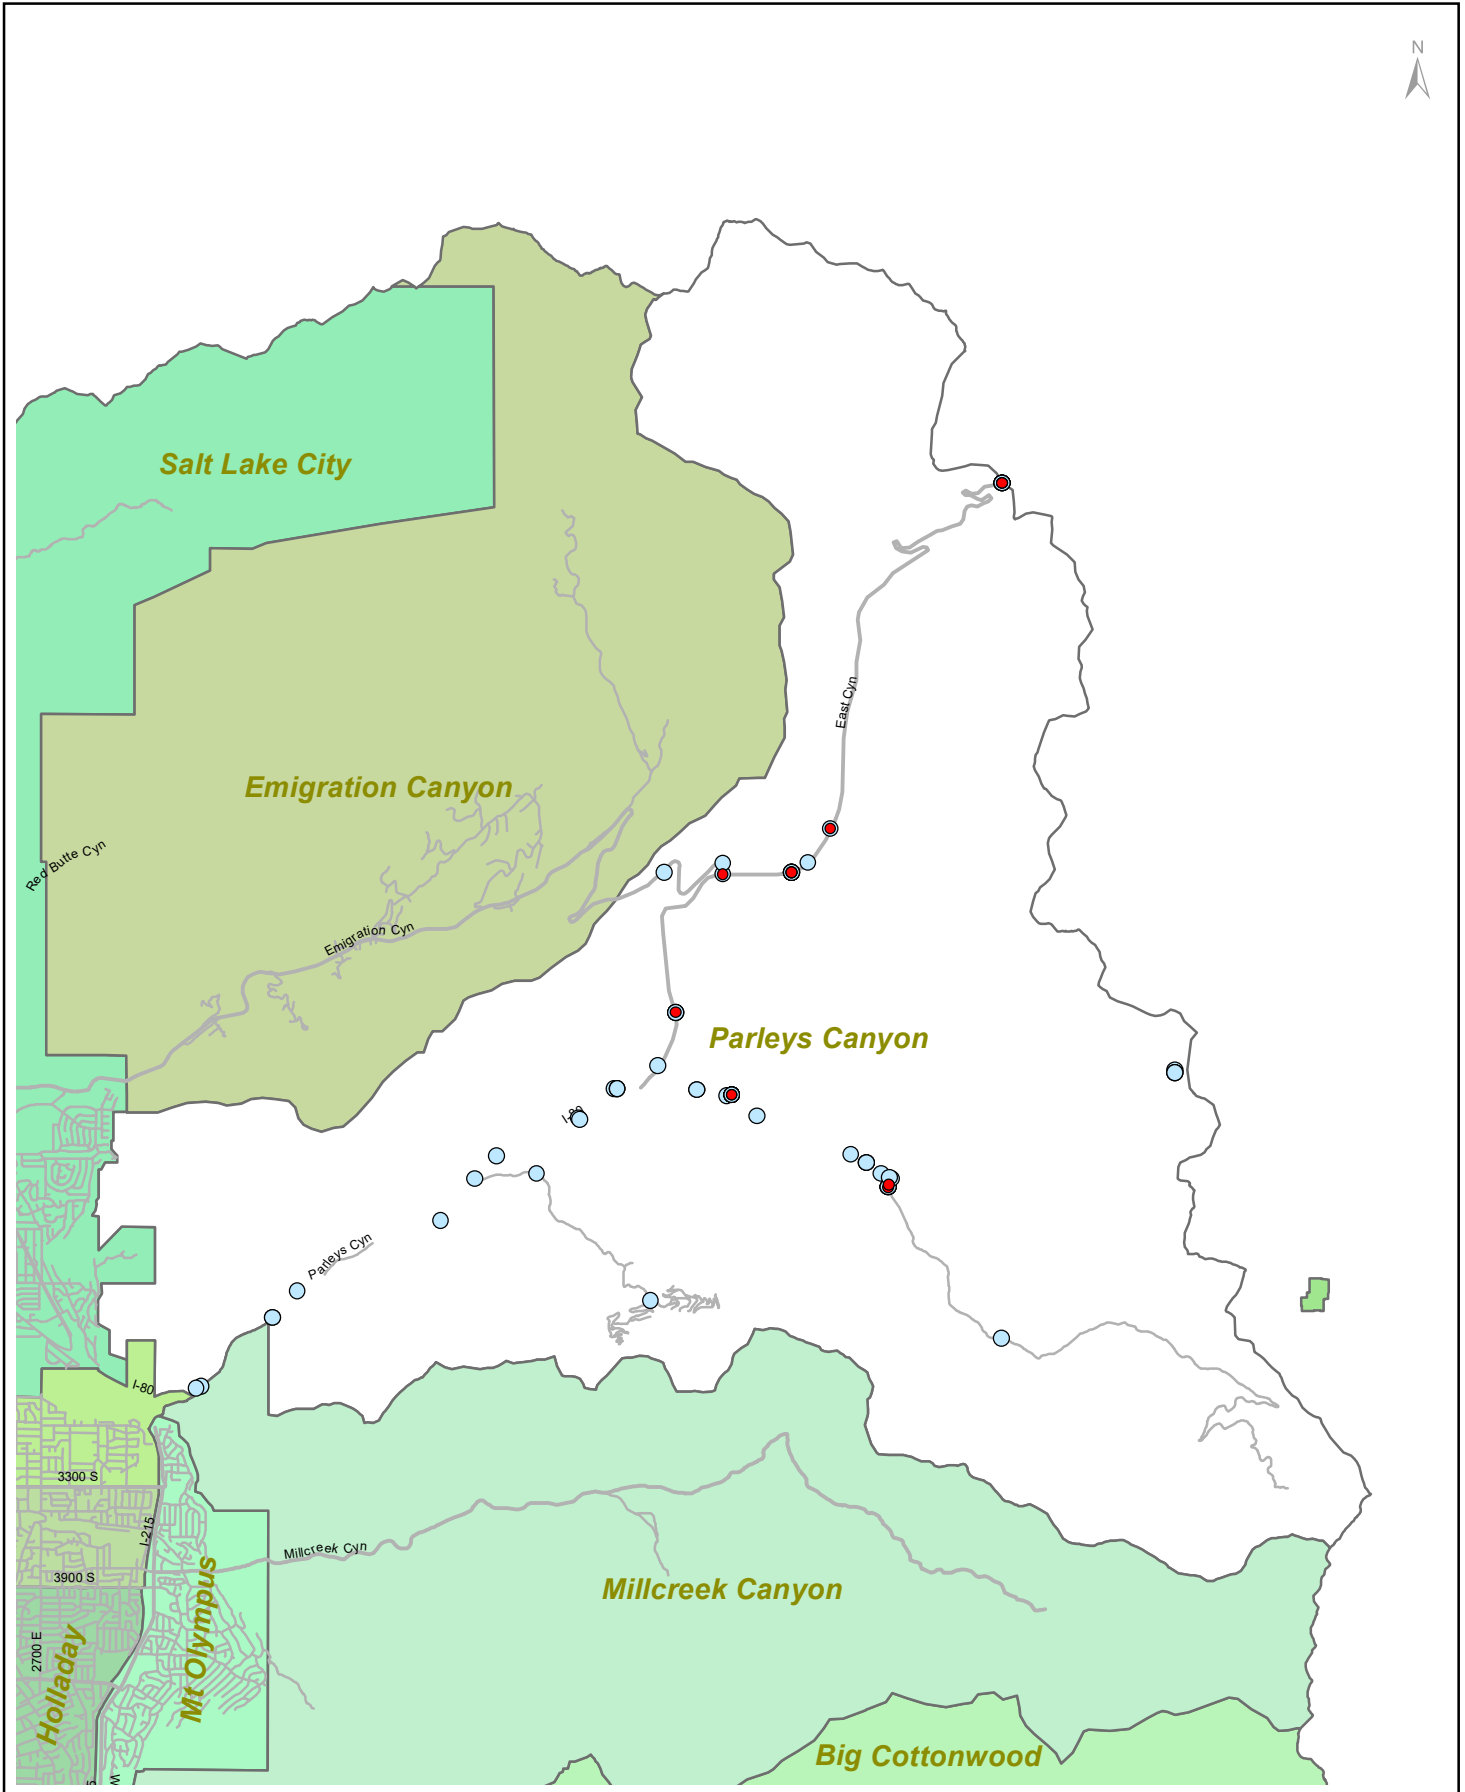 N
Salt Lake City
East Cyn
Emigration Canyon
Red Butte Cyn
Emigration Cyn
Parleys Canyon
Parleys Cyn
I-80
3300 S
I-215
Millcreek Cyn
3900 S
Millcreek Canyon
2700 E
Holladay
Mt Olympus
Big Cottonwood